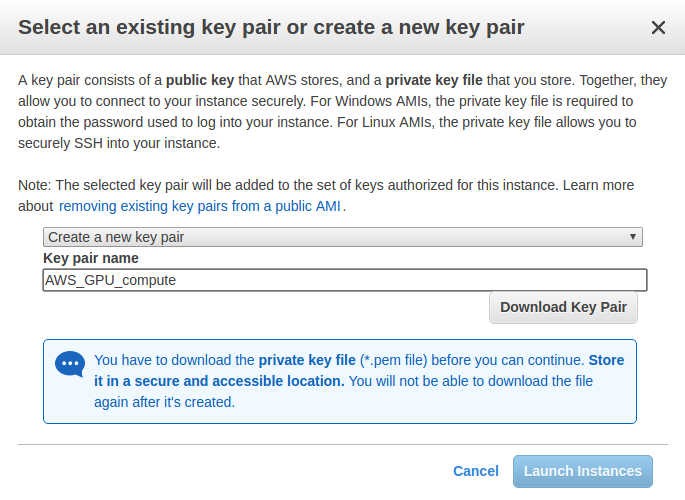 Select an existing key pair or create a new key pair
A key pair consists of a public key that AWS stores, and a private key file that you store. Together, they
allow you to connect to your instance securely. For Windows AMIs, the private key file is required to
obtain the password used to log into your instance. For Linux AMIs, the private key file allows you to
securely SSH into your instance.
Note: The selected key pair will be added to the set of keys authorized for this instance. Learn more
about removing existing key pairs from a public AMI .
Create a new key pair
Key pair name
AWS_GPU_compute
Download Key Pair
You have to download the private key file (*.pem file) before you can continue. Store
it in a secure and accessible location. You will not be able to download the file
again after it's created.
Cancel Launch Instances